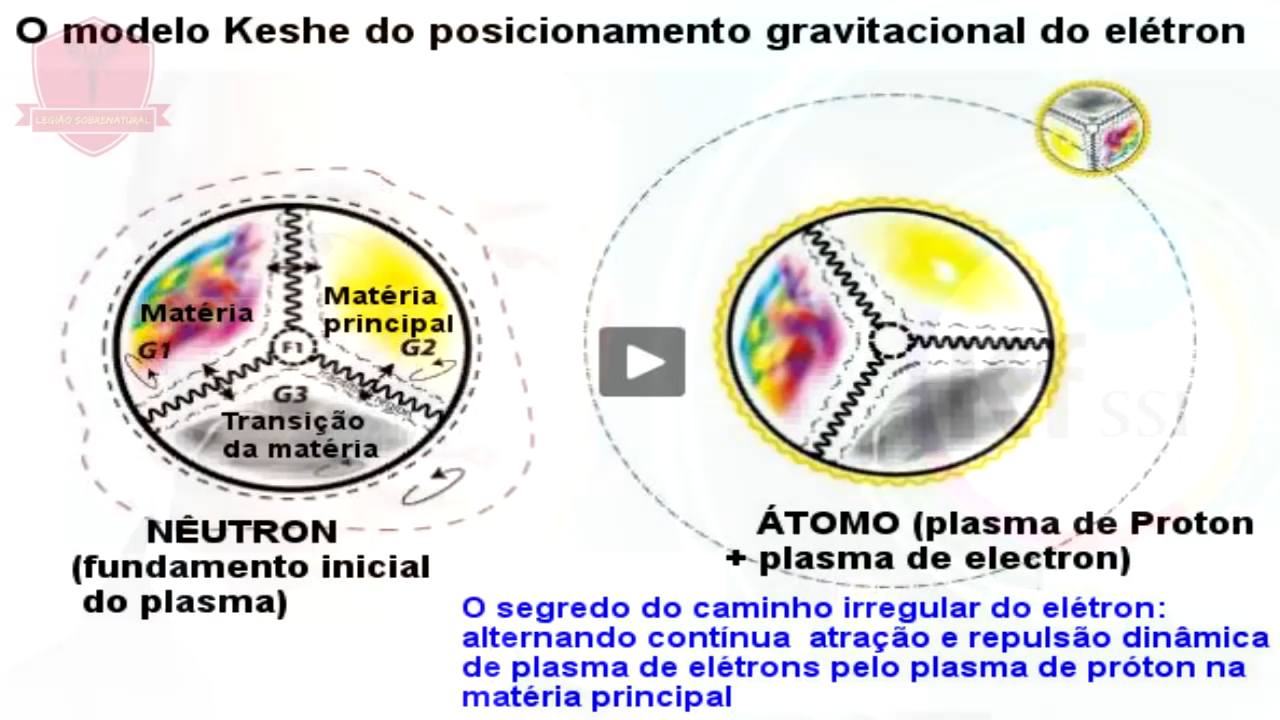 O modelo Keshe do posicionamento gravitacional do elétron
LEGIÃO SOBRENATURAL
Matéria
G1
Matéria
principal
G2
F1
G3
Transição
da matéria
NÊUTRON
(fundamento inicial
do plasma)
ÁTOMO (plasma de Proton
+ plasma de electron)
O segredo do caminho irregular do elétron:
alternando contínua atração e repulsão dinâmica
de plasma de elétrons pelo plasma de próton na
matéria principal